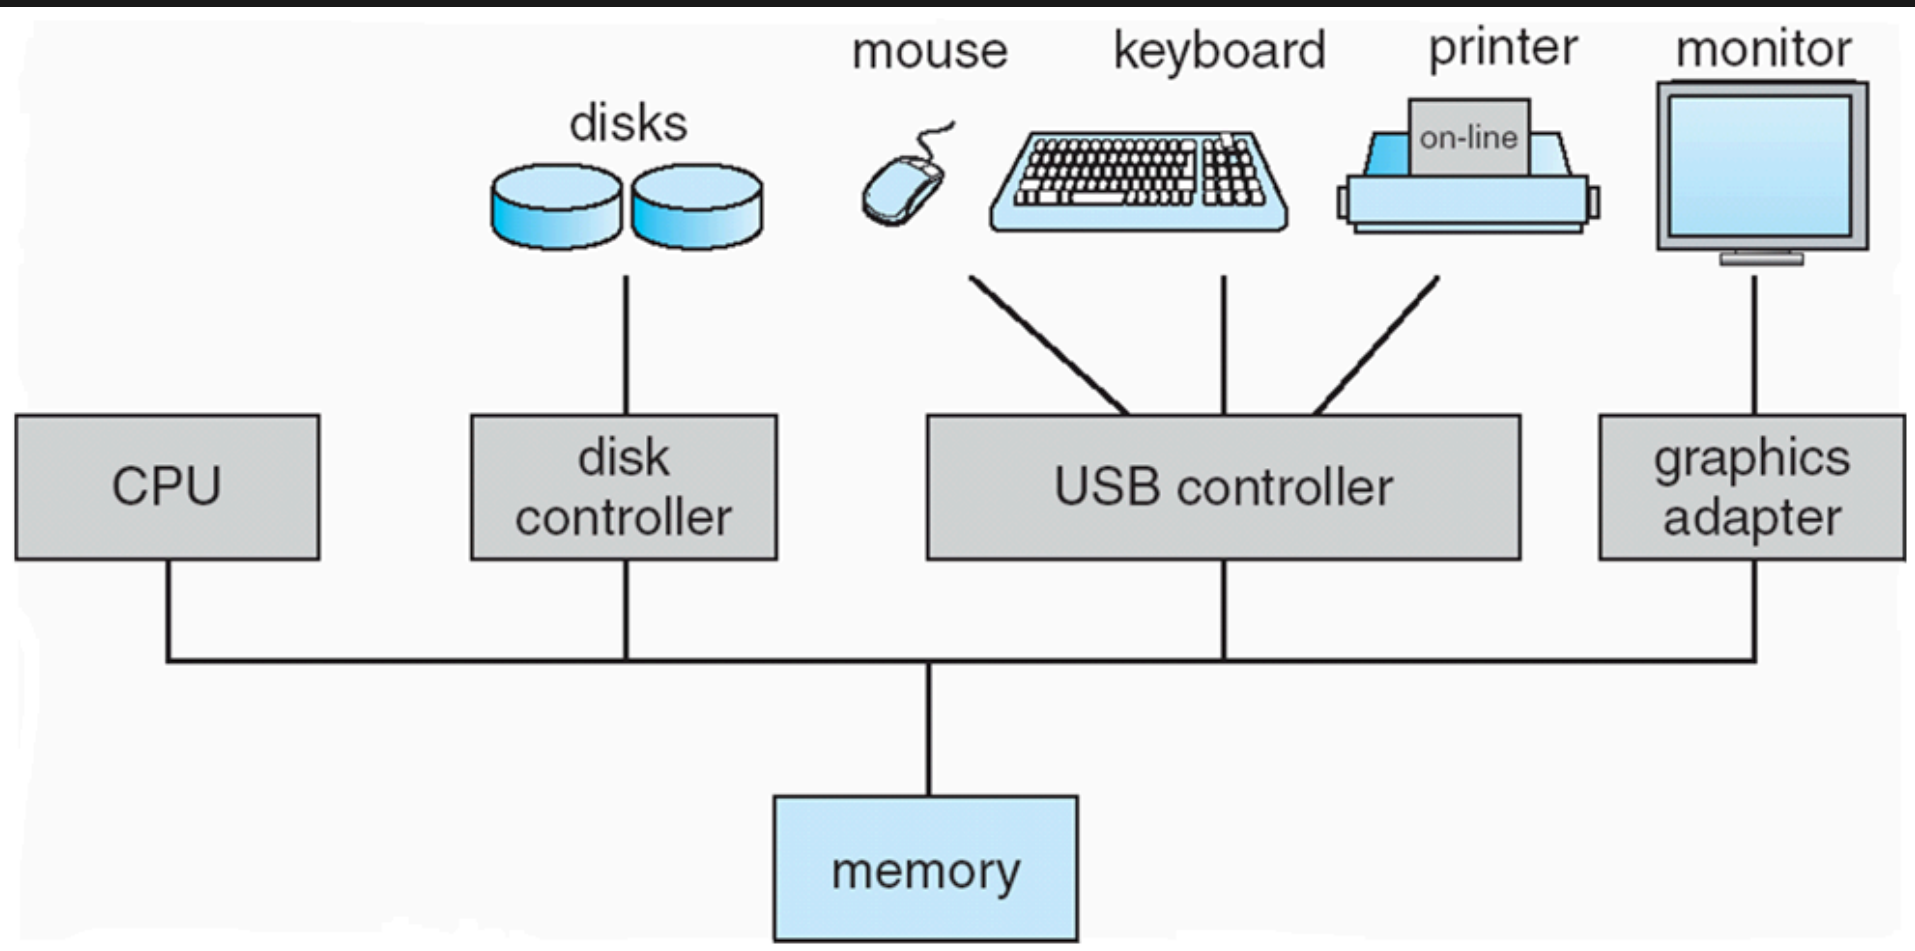 mouse
keyboard
printer
monitor
disks
on-line
CPU
disk
controller
USB controller
graphics
adapter
memory